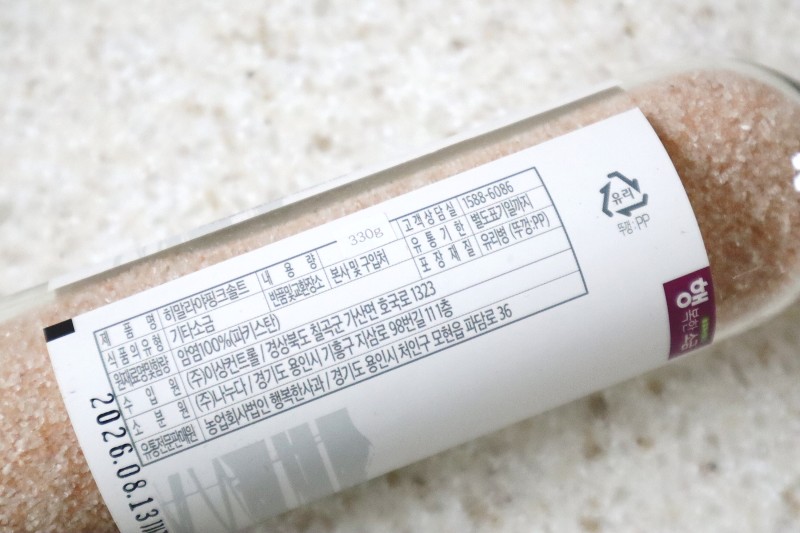 제 품 명 히말라야핑크솔트 내 용 량 330g 고객상담실 1588-6086
식품의유형 기타소금 반품및교환장소 본사 및 구입처 유 통 기 한 별도표기일까지
원재료명및함량 암염100%(파키스탄) 포 장 재 질 유리병 (뚜껑:PP)
수 입 원 (주)이상컨트롤 / 경상북도 칠곡군 가산면 호국로 1323
소 분 원 (주)나누다 / 경기도 용인시 기흥구 지삼로 98번길 11 1층
유통전문판매원 농업회사법인 행복한사과 / 경기도 용인시 처인구 모현읍 파담로 36
2026.08.13
유리
뚜껑:PP
행
복한